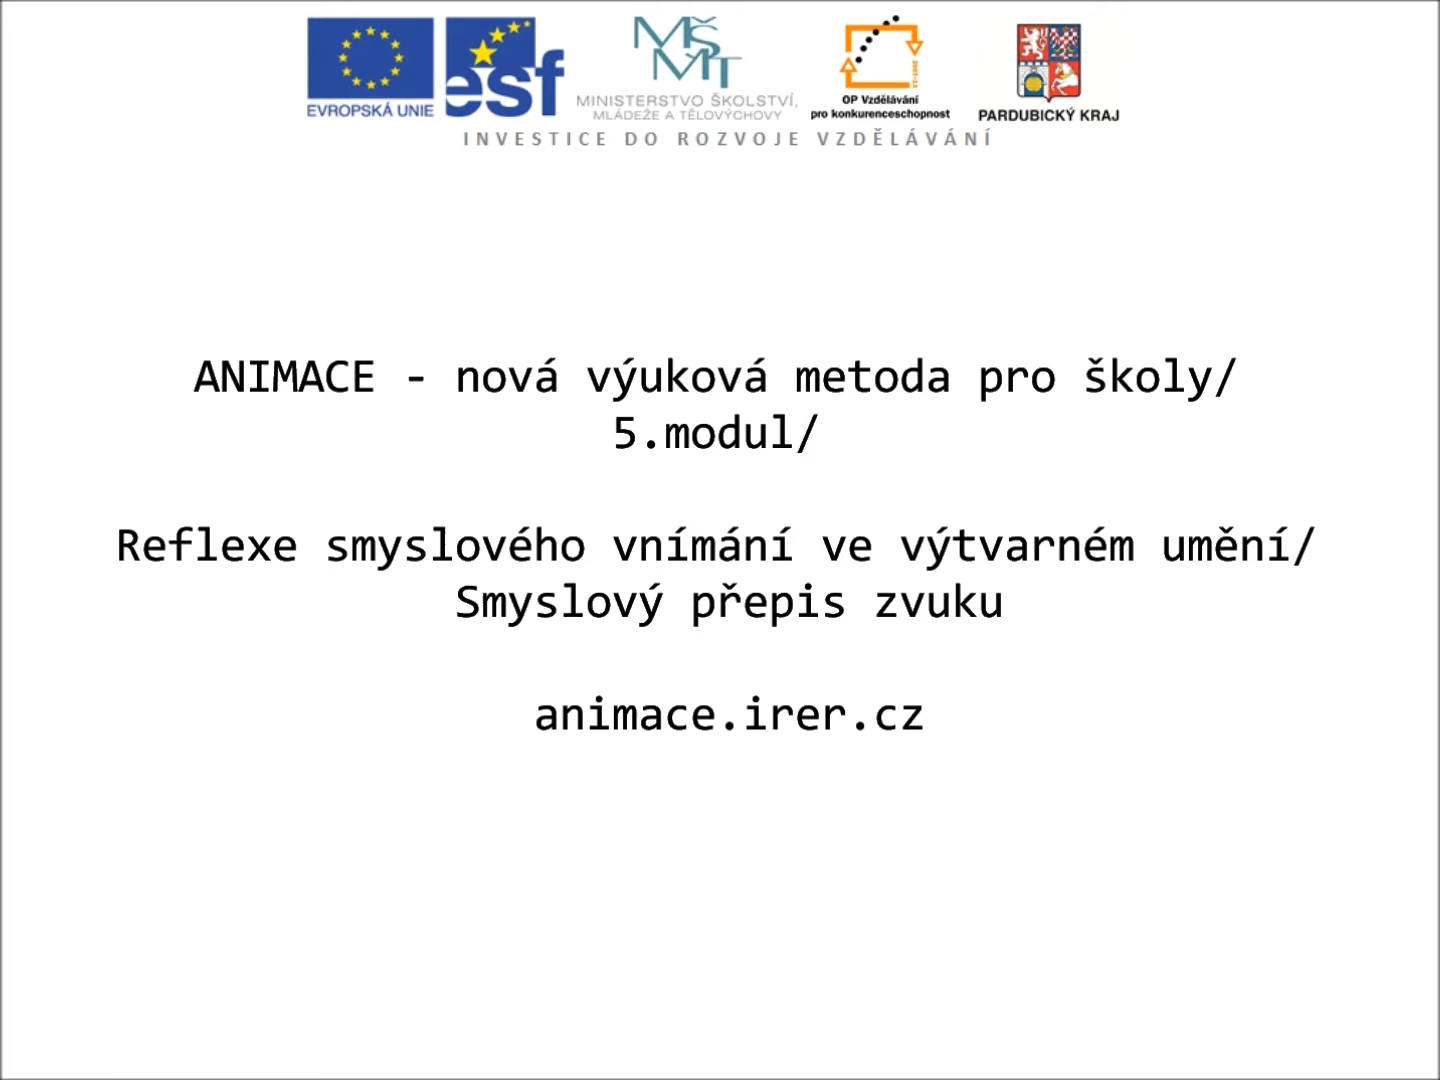 EVROPSKÁ UNIE
esf
MŠMT
MINISTERSTVO ŠKOLSTVÍ,
MLÁDEŽE A TĚLOVÝCHOVY
2007-13
OP Vzdělávání
pro konkurenceschopnost
PARDUBICKÝ KRAJ
INVESTICE DO ROZVOJE VZDĚLÁVÁNÍ
ANIMACE - nová výuková metoda pro školy/
5.modul/
Reflexe smyslového vnímání ve výtvarném umění/
Smyslový přepis zvuku
animace.irer.cz